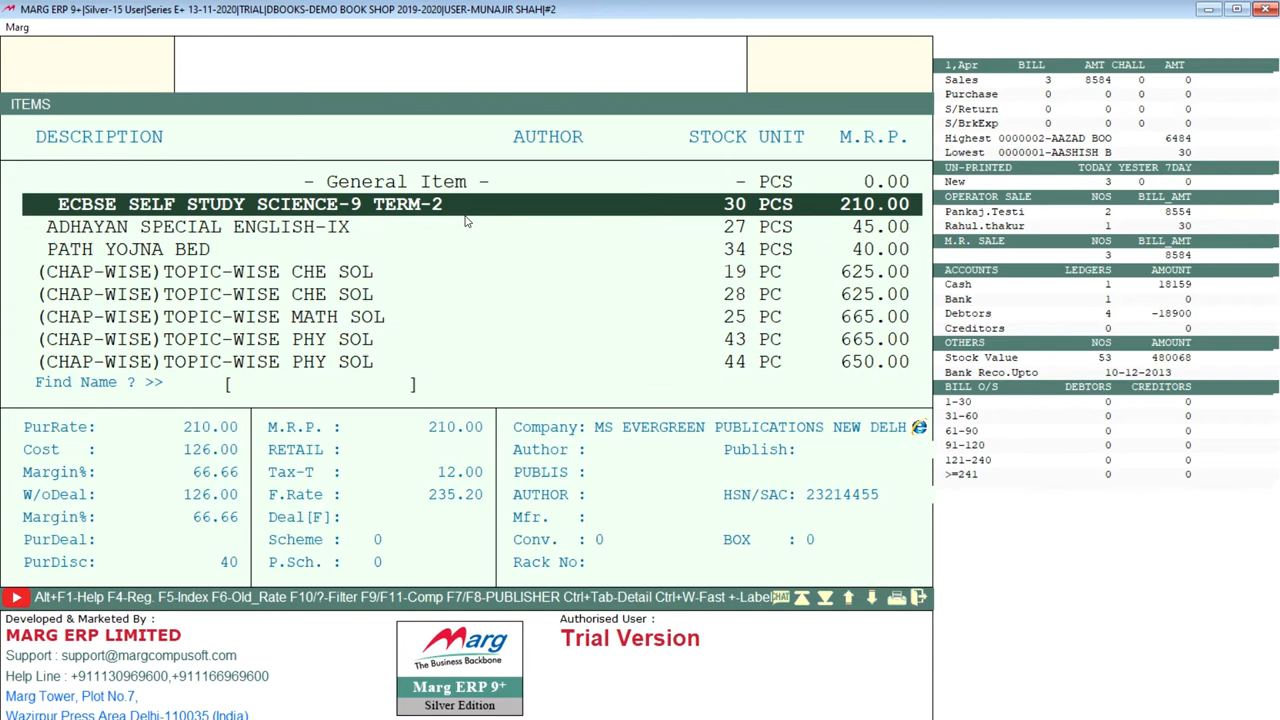 MARG ERP 9+|Silver-15 User|Series E+ 13-11-2020|TRIAL|DBOOKS-DEMO BOOK SHOP 2019-2020|USER-MUNAJIR SHAH|#2
Marg
ITEMS
DESCRIPTION AUTHOR STOCK UNIT M.R.P.
- General Item - - PCS 0.00
ECBSE SELF STUDY SCIENCE-9 TERM-2 30 PCS 210.00
ADHAYAN SPECIAL ENGLISH-IX 27 PCS 45.00
PATH YOJNA BED 34 PCS 40.00
(CHAP-WISE)TOPIC-WISE CHE SOL 19 PC 625.00
(CHAP-WISE)TOPIC-WISE CHE SOL 28 PC 625.00
(CHAP-WISE)TOPIC-WISE MATH SOL 25 PC 665.00
(CHAP-WISE)TOPIC-WISE PHY SOL 43 PC 665.00
(CHAP-WISE)TOPIC-WISE PHY SOL 44 PC 650.00
Find Name ? >> [ ]
PurRate: 210.00 M.R.P. : 210.00 Company: MS EVERGREEN PUBLICATIONS NEW DELH
Cost : 126.00 RETAIL : Author : Publish:
Margin%: 66.66 Tax-T : 12.00 PUBLIS :
W/oDeal: 126.00 F.Rate : 235.20 AUTHOR : HSN/SAC: 23214455
Margin%: 66.66 Deal[F]: Mfr. :
PurDeal: Scheme : 0 Conv. : 0 BOX : 0
PurDisc: 40 P.Sch. : 0 Rack No:
Alt+F1-Help F4-Reg. F5-Index F6-Old_Rate F10/?-Filter F9/F11-Comp F7/F8-PUBLISHER Ctrl+Tab-Detail Ctrl+W-Fast +-Label CHAT
Developed & Marketed By :
MARG ERP LIMITED
Support : support@margcompusoft.com
Help Line : +911130969600,+911166969600
Marg Tower, Plot No.7,
Wazirpur Press Area Delhi-110035 (India)
Marg
The Business Backbone
Marg ERP 9+
Silver Edition
Authorised User :
Trial Version
1,Apr BILL AMT CHALL AMT
Sales 3 8584 0 0
Purchase 0 0 0 0
S/Return 0 0 0 0
S/BrkExp 0 0 0 0
Highest 0000002-AAZAD BOO 6484
Lowest 0000001-AASHISH B 30
UN-PRINTED TODAY YESTER 7DAY
New 3 0 0
OPERATOR SALE NOS BILL_AMT
Pankaj.Testi 2 8554
Rahul.thakur 1 30
M.R. SALE NOS BILL_AMT
3 8584
ACCOUNTS LEDGERS AMOUNT
Cash 1 18159
Bank 1 0
Debtors 4 -18900
Creditors 0 0
OTHERS NOS AMOUNT
Stock Value 53 480068
Bank Reco.Upto 10-12-2013
BILL O/S DEBTORS CREDITORS
1-30 0 0
31-60 0 0
61-90 0 0
91-120 0 0
121-240 0 0
>=241 0 0